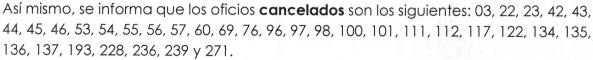 Así mismo, se informa que los oficios cancelados son los siguientes: 03, 22, 23, 42, 43,
44, 45, 46, 53, 54, 55, 56, 57, 60, 69, 76, 96, 97, 98, 100, 101, 111, 112, 117, 122, 134, 135,
136, 137, 193, 228, 236, 239 y 271.